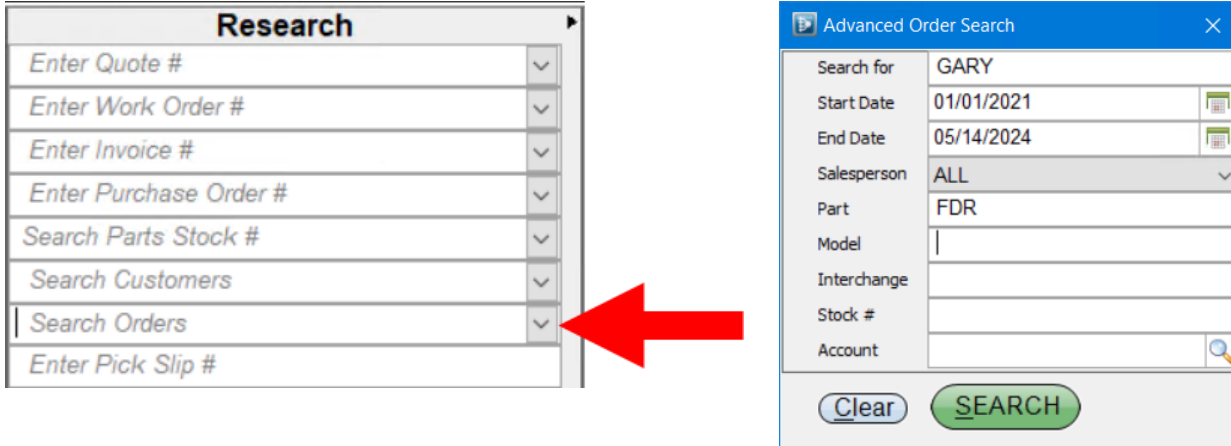 Research
Enter Quote #
Enter Work Order #
Enter Invoice #
Enter Purchase Order #
Search Parts Stock #
Search Customers
Search Orders
Enter Pick Slip #
Advanced Order Search
Search for GARY
Start Date 01/01/2021
End Date 05/14/2024
Salesperson ALL
Part FDR
Model
Interchange
Stock #
Account
Clear SEARCH